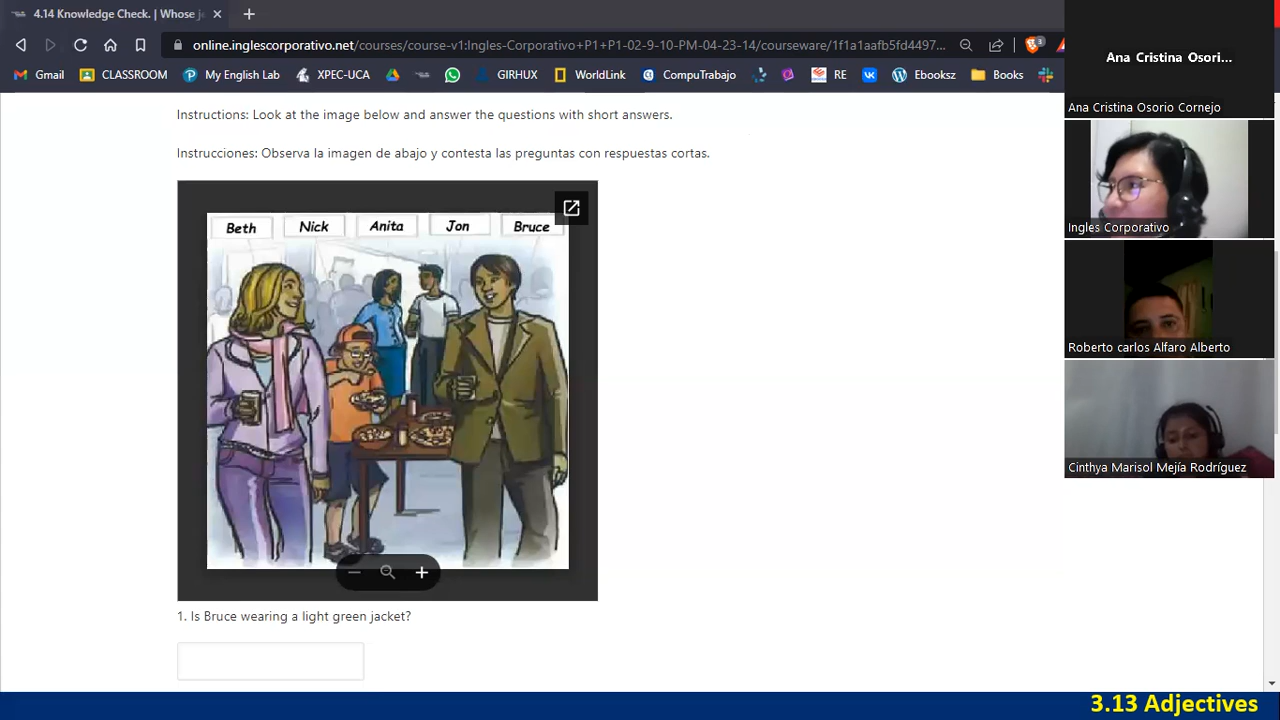 4.14 Knowledge Check. | Whose j
online.inglescorporativo.net/courses/course-v1:Ingles-Corporativo+P1+P1-02-9-10-PM-04-23-14/courseware/1f1a1aafb5fd4497...
3
Gmail CLASSROOM My English Lab XPEC-UCA GIRHUX WorldLink CompuTrabajo RE Ebooksz Books
Instructions: Look at the image below and answer the questions with short answers.
Instrucciones: Observa la imagen de abajo y contesta las preguntas con respuestas cortas.
Beth Nick Anita Jon Bruce
1. Is Bruce wearing a light green jacket?
Ana Cristina Osori...
Ana Cristina Osorio Cornejo
Ingles Corporativo
Roberto carlos Alfaro Alberto
Cinthya Marisol Mejía Rodríguez
3.13 Adjectives